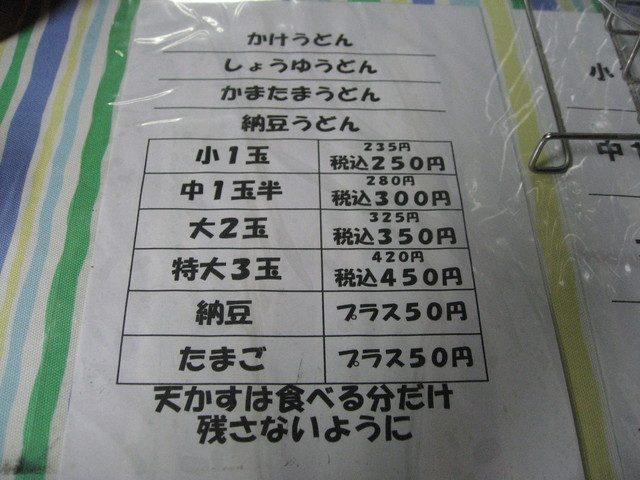 かけうどん
しょうゆうどん
かまたまうどん
納豆うどん
小1玉 235円 税込250円
中1玉半 280円 税込300円
大2玉 325円 税込350円
特大3玉 420円 税込450円
納豆 プラス50円
たまご プラス50円
天かすは食べる分だけ
残さないように
小
中